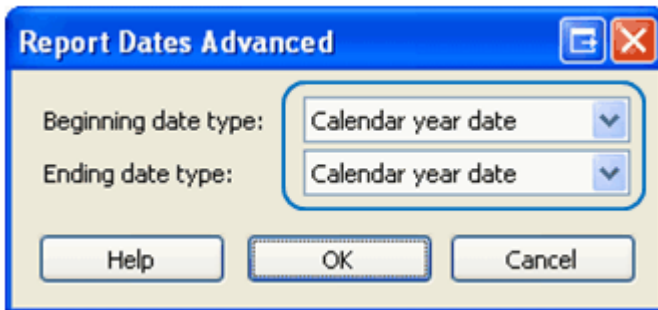 Report Dates Advanced
Beginning date type: Calendar year date
Ending date type: Calendar year date
Help OK Cancel